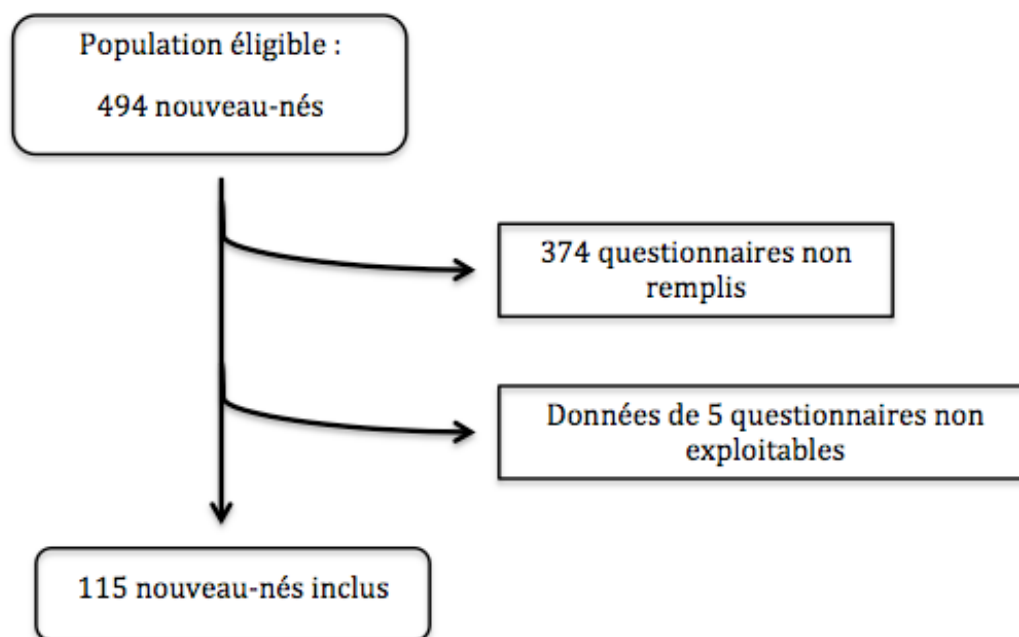 Population éligible :
494 nouveau-nés
374 questionnaires non
remplis
Données de 5 questionnaires non
exploitables
115 nouveau-nés inclus